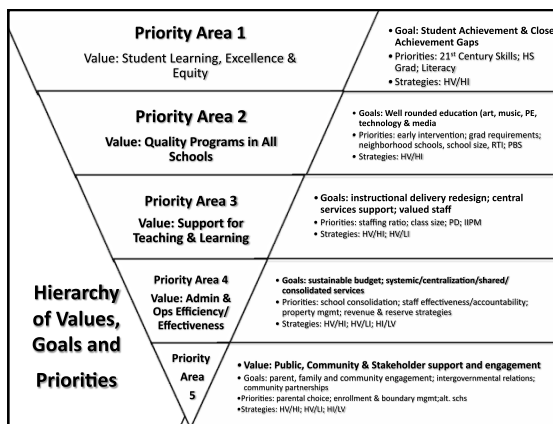 Priority Area 1
Value: Student Learning, Excellence &
Equity
• Goal: Student Achievement & Close
Achievement Gaps
• Priorities: 21st Century Skills; HS
Grad; Literacy
• Strategies: HV/HI
Priority Area 2
Value: Quality Programs in All
Schools
• Goals: Well rounded education (art, music, PE,
technology & media
• Priorities: early intervention; grad requirements;
neighborhood schools, school size, RTI; PBS
• Strategies: HV/HI
Priority Area 3
Value: Support for
Teaching & Learning
• Goals: instructional delivery redesign; central
services support; valued staff
• Priorities: staffing ratio; class size; PD; IIPM
• Strategies: HV/HI; HV/LI
Priority Area 4
Value: Admin &
Ops Efficiency/
Effectiveness
• Goals: sustainable budget; systemic/centralization/shared/
consolidated services
• Priorities: school consolidation; staff effectiveness/accountability;
property mgmt; revenue & reserve strategies
• Strategies: HV/HI; HV/LI; HI/LV
Hierarchy
of Values,
Goals and
Priorities
Priority
Area
5
• Value: Public, Community & Stakeholder support and engagement
• Goals: parent, family and community engagement; intergovernmental relations;
community partnerships
•Priorities: parental choice; enrollment & boundary mgmt;alt. schs
•Strategies: HV/HI; HV/LI; HI/LV